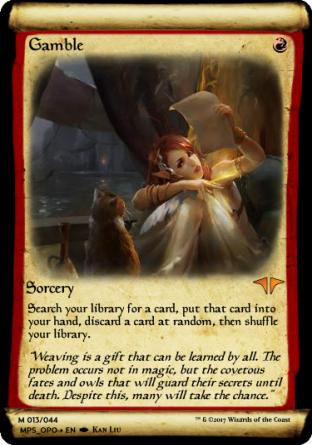 Gamble
Sorcery
Search your library for a card, put that card into
your hand, discard a card at random, then shuffle
your library.
"Weaving is a gift that can be learned by all. The
problem occurs not in magic, but the covetous
fates and owls that will guard their secrets until
death. Despite this, many will take the chance."
M 013/044
MPS_OPO • EN Kan Liu
™ & ©2017 Wizards of the Coast